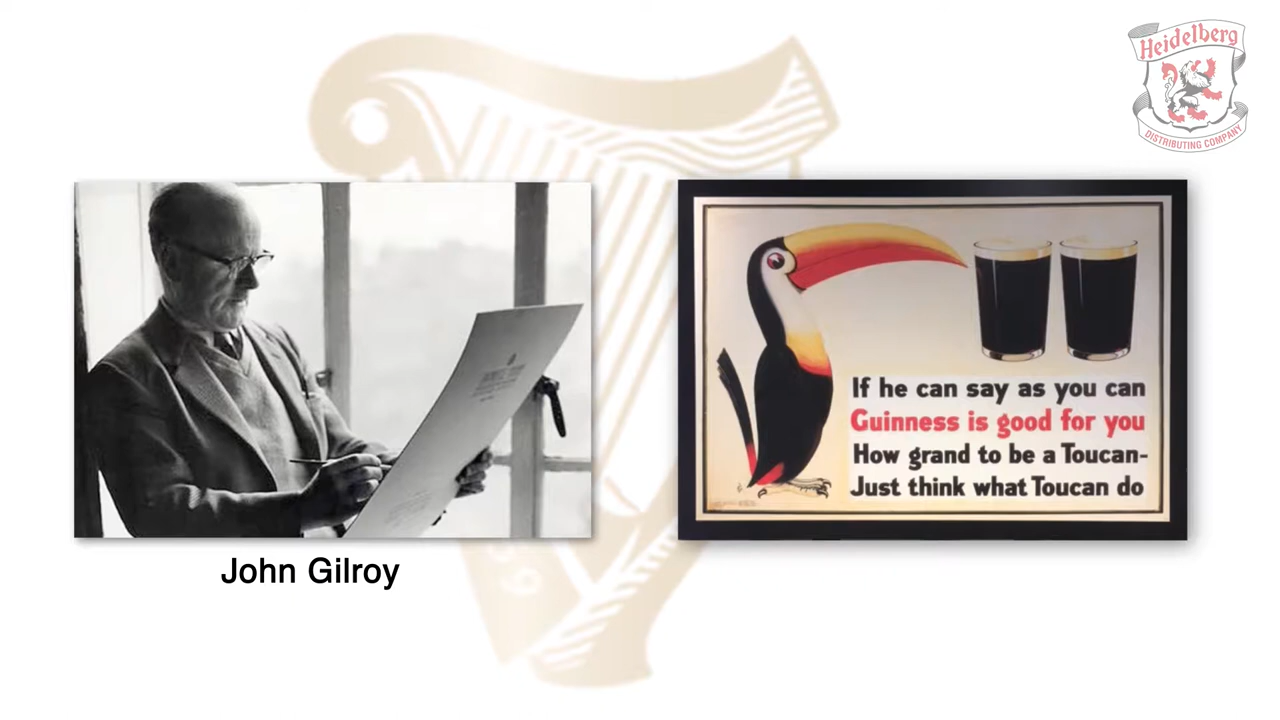 Heidelberg
DISTRIBUTING COMPANY
If he can say as you can
Guinness is good for you
How grand to be a Toucan-
Just think what Toucan do
John Gilroy